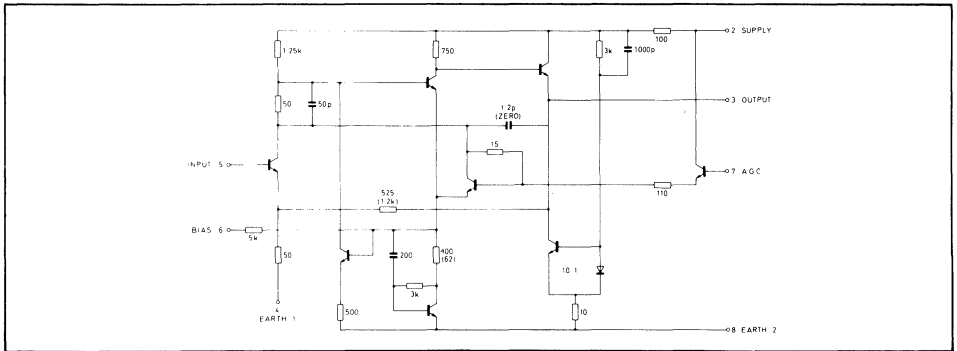 2 SUPPLY
100
1.25k
750
3k
1000p
50
50p
3 OUTPUT
1.2p
(ZERO)
15
INPUT 5
7 AGC
110
525
(1.2k)
BIAS 6
5k
50
200
400
(62)
10 1
3k
500
10
4
EARTH 1
8 EARTH 2